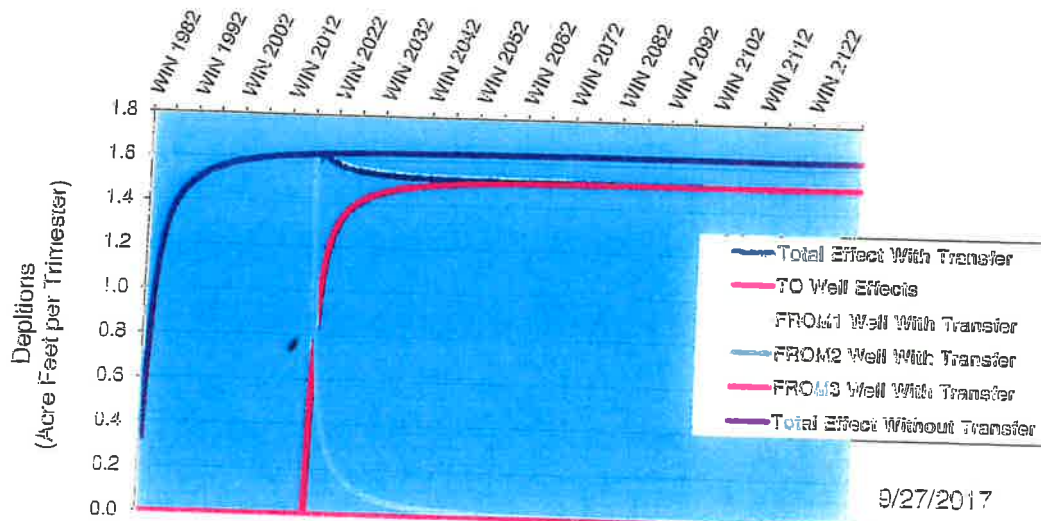 WIN 1982
WIN 1992
WIN 2002
WIN 2012
WIN 2022
WIN 2032
WIN 2042
WIN 2052
WIN 2062
WIN 2072
WIN 2082
WIN 2092
WIN 2102
WIN 2112
WIN 2122
1.8
1.6
1.4
1.2
1.0
0.8
0.6
0.4
0.2
0.0
Depltions
(Acre Feet per Trimester)
Total Effect With Transfer
TO Well Effects
FROM1 Well With Transfer
FROM2 Well With Transfer
FROM3 Well With Transfer
Total Effect Without Transfer
9/27/2017